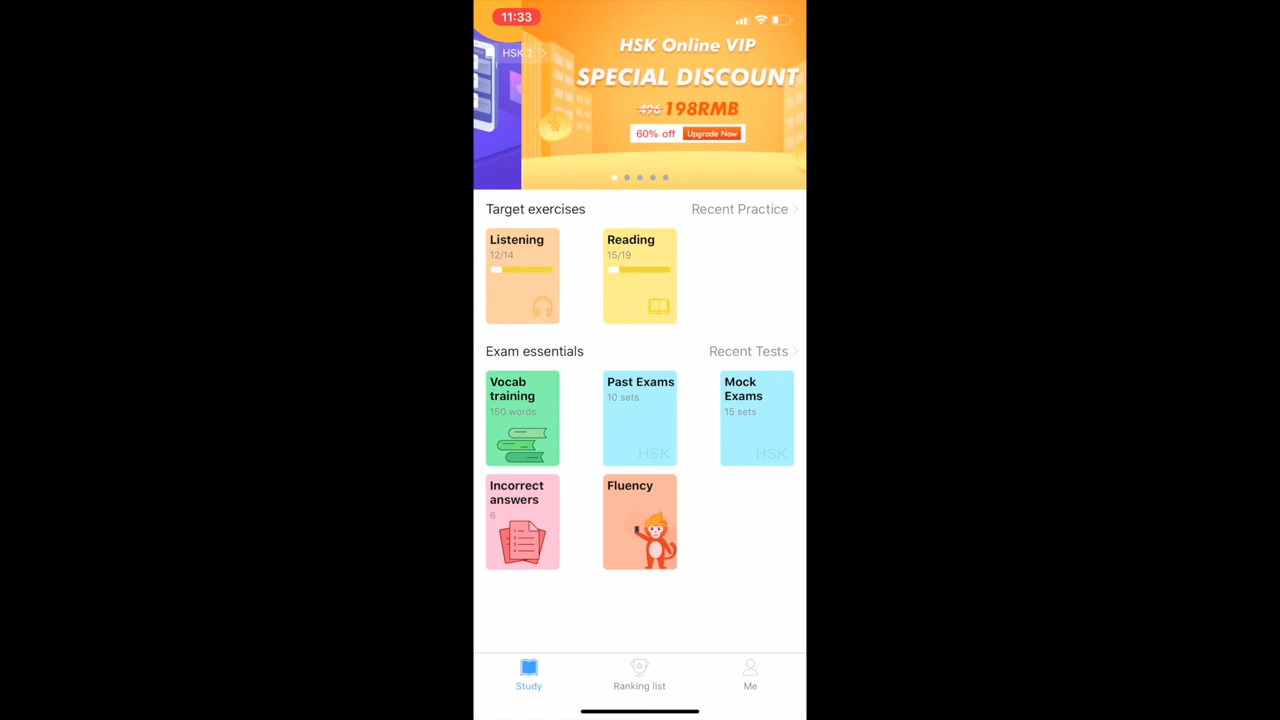 11:33
HSK 2
HSK Online VIP
SPECIAL DISCOUNT
496 198RMB
60% off Upgrade Now
Target exercises
Recent Practice
Listening
12/14
Reading
15/19
Exam essentials
Recent Tests
Vocab
training
150 words
Past Exams
10 sets
HSK
Mock
Exams
15 sets
HSK
Incorrect
answers
6
Fluency
Study
Ranking list
Me